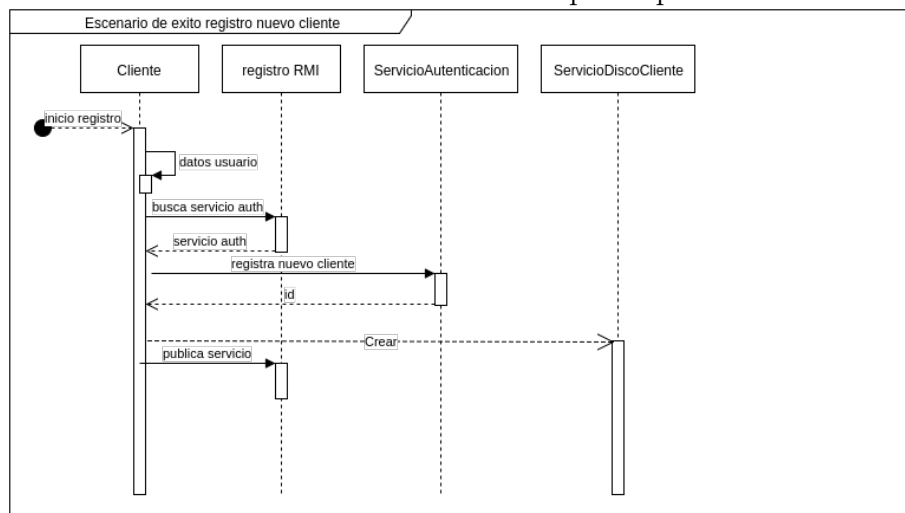 Escenario de exito registro nuevo cliente
Cliente
registro RMI
ServicioAutenticacion
ServicioDiscoCliente
inicio registro
datos usuario
busca servicio auth
servicio auth
registra nuevo cliente
id
Crear
publica servicio